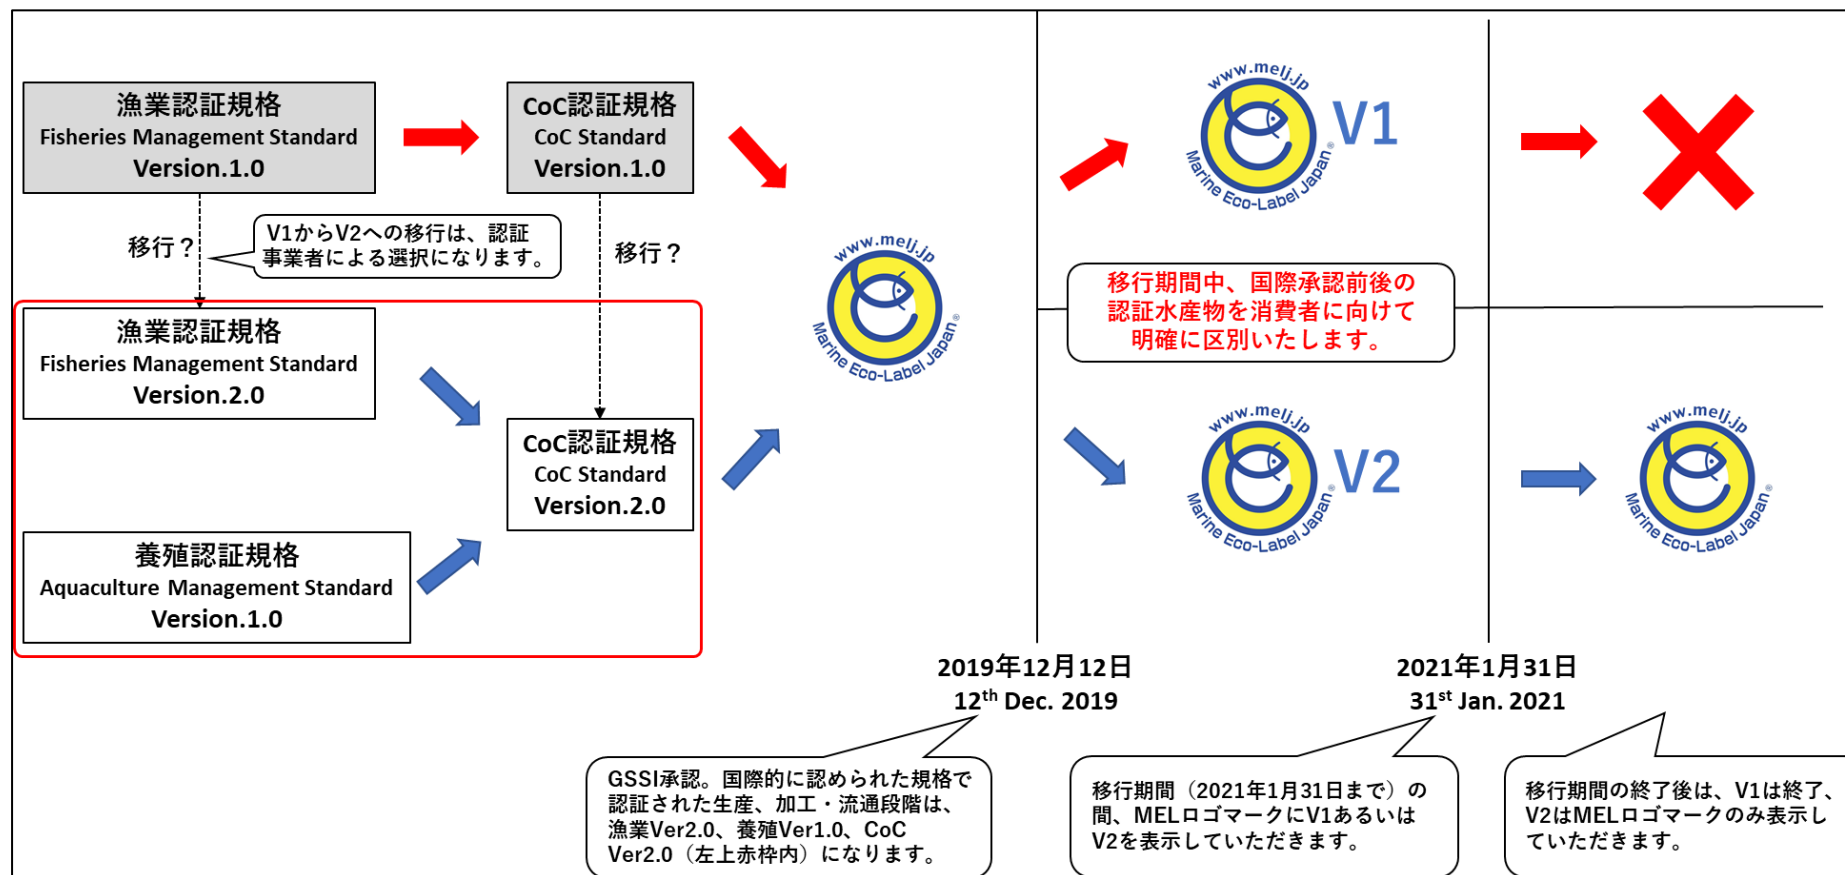 漁業認証規格
Fisheries Management Standard
Version.1.0
CoC認証規格
CoC Standard
Version.1.0
移行？
V1からV2への移行は、認証
事業者による選択になります。
移行？
漁業認証規格
Fisheries Management Standard
Version.2.0
CoC認証規格
CoC Standard
Version.2.0
養殖認証規格
Aquaculture Management Standard
Version.1.0
www.melj.jp
Marine Eco-Label Japan®
www.melj.jp
Marine Eco-Label Japan®
V1
移行期間中、国際承認前後の
認証水産物を消費者に向けて
明確に区別いたします。
www.melj.jp
Marine Eco-Label Japan®
V2
www.melj.jp
Marine Eco-Label Japan®
2019年12月12日
12th Dec. 2019
2021年1月31日
31st Jan. 2021
GSSI承認。国際的に認められた規格で
認証された生産、加工・流通段階は、
漁業Ver2.0、養殖Ver1.0、CoC
Ver2.0（左上赤枠内）になります。
移行期間（2021年1月31日まで）の
間、MELロゴマークにV1あるいは
V2を表示していただきます。
移行期間の終了後は、V1は終了、
V2はMELロゴマークのみ表示し
ていただきます。